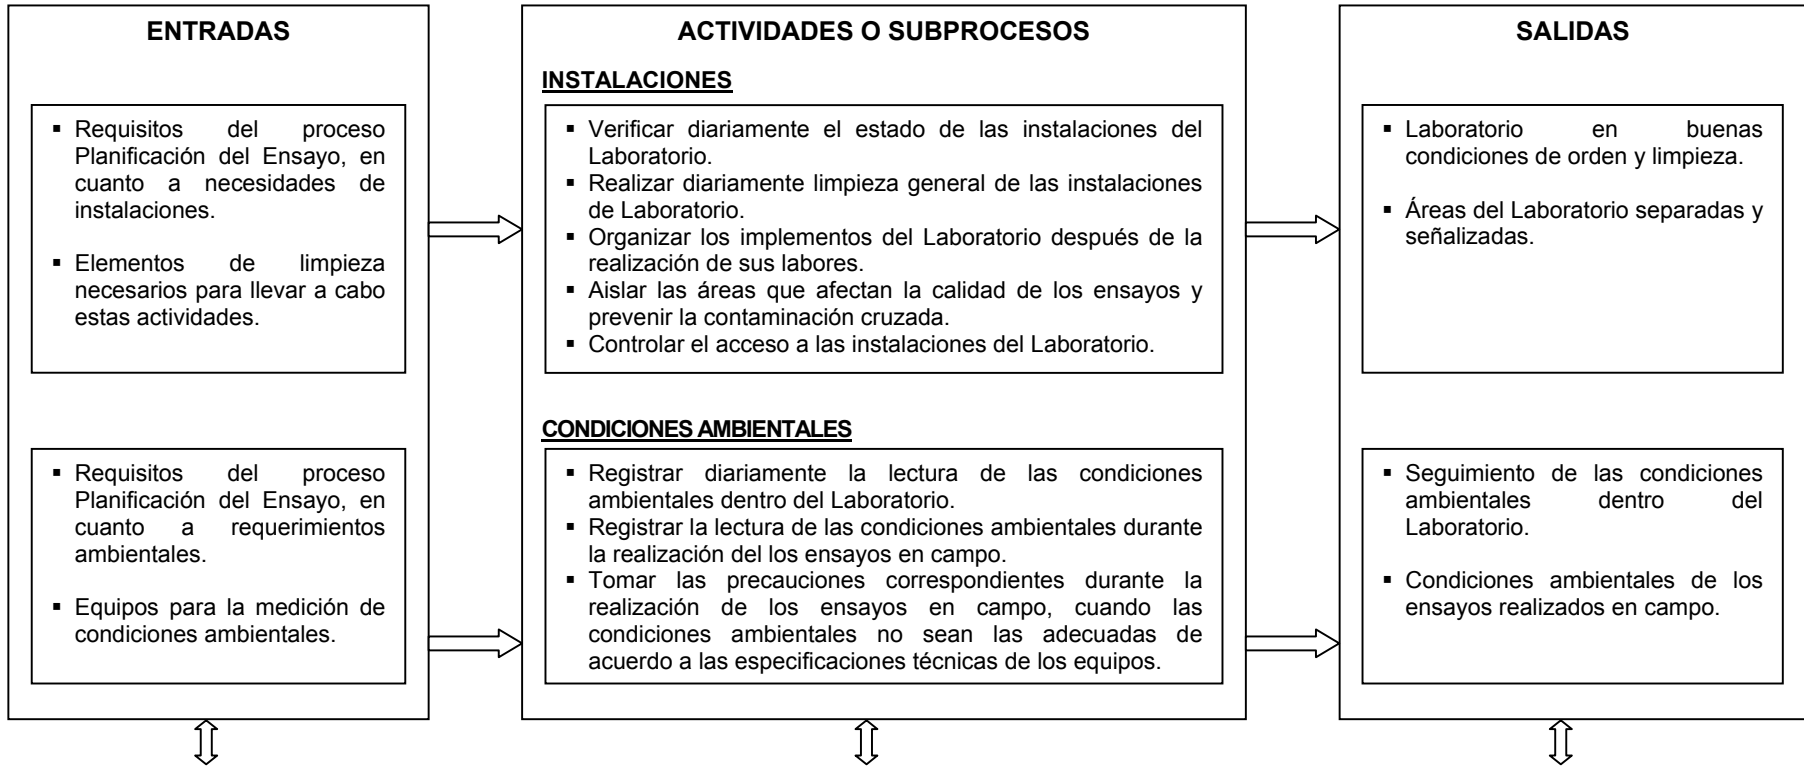 ENTRADAS
▪ Requisitos del proceso
Planificación del Ensayo, en
cuanto a necesidades de
instalaciones.
▪ Elementos de limpieza
necesarios para llevar a cabo
estas actividades.
▪ Requisitos del proceso
Planificación del Ensayo, en
cuanto a requerimientos
ambientales.
▪ Equipos para la medición de
condiciones ambientales.
ACTIVIDADES O SUBPROCESOS
INSTALACIONES
▪ Verificar diariamente el estado de las instalaciones del
Laboratorio.
▪ Realizar diariamente limpieza general de las instalaciones
de Laboratorio.
▪ Organizar los implementos del Laboratorio después de la
realización de sus labores.
▪ Aislar las áreas que afectan la calidad de los ensayos y
prevenir la contaminación cruzada.
▪ Controlar el acceso a las instalaciones del Laboratorio.
CONDICIONES AMBIENTALES
▪ Registrar diariamente la lectura de las condiciones
ambientales dentro del Laboratorio.
▪ Registrar la lectura de las condiciones ambientales durante
la realización del los ensayos en campo.
▪ Tomar las precauciones correspondientes durante la
realización de los ensayos en campo, cuando las
condiciones ambientales no sean las adecuadas de
acuerdo a las especificaciones técnicas de los equipos.
SALIDAS
▪ Laboratorio en buenas
condiciones de orden y limpieza.
▪ Áreas del Laboratorio separadas y
señalizadas.
▪ Seguimiento de las condiciones
ambientales dentro del
Laboratorio.
▪ Condiciones ambientales de los
ensayos realizados en campo.